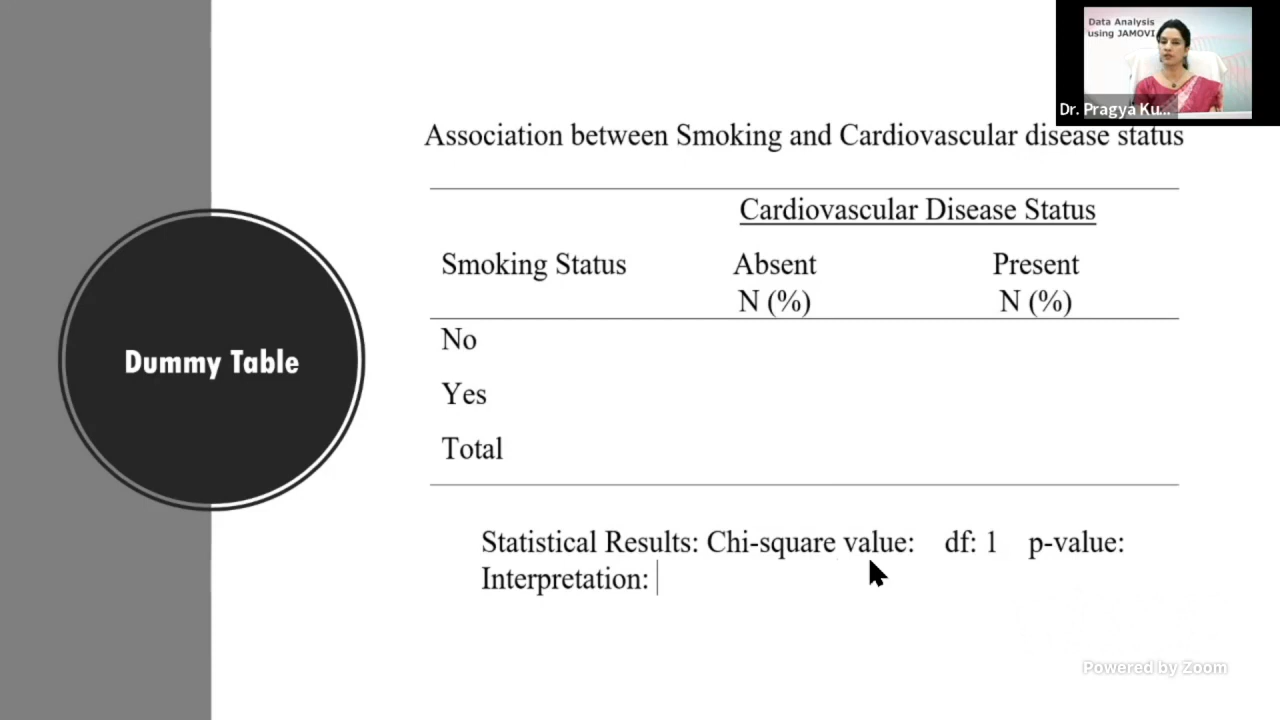 Data Analysis
using JAMOVI
Dr. Pragya Ku...
Association between Smoking and Cardiovascular disease status
Cardiovascular Disease Status
Smoking Status Absent Present
N (%) N (%)
No
Yes
Total
Dummy Table
Statistical Results: Chi-square value: df: 1 p-value:
Interpretation:
Powered by Zoom